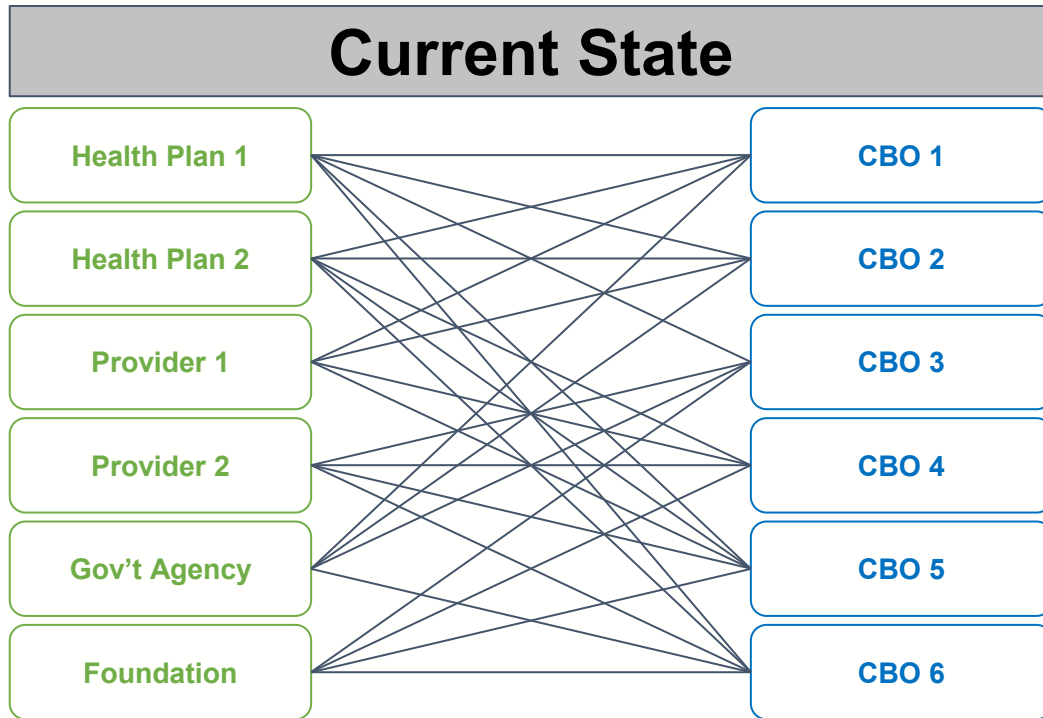 Current State
Health Plan 1
CBO 1
Health Plan 2
CBO 2
Provider 1
CBO 3
Provider 2
CBO 4
Gov’t Agency
CBO 5
Foundation
CBO 6